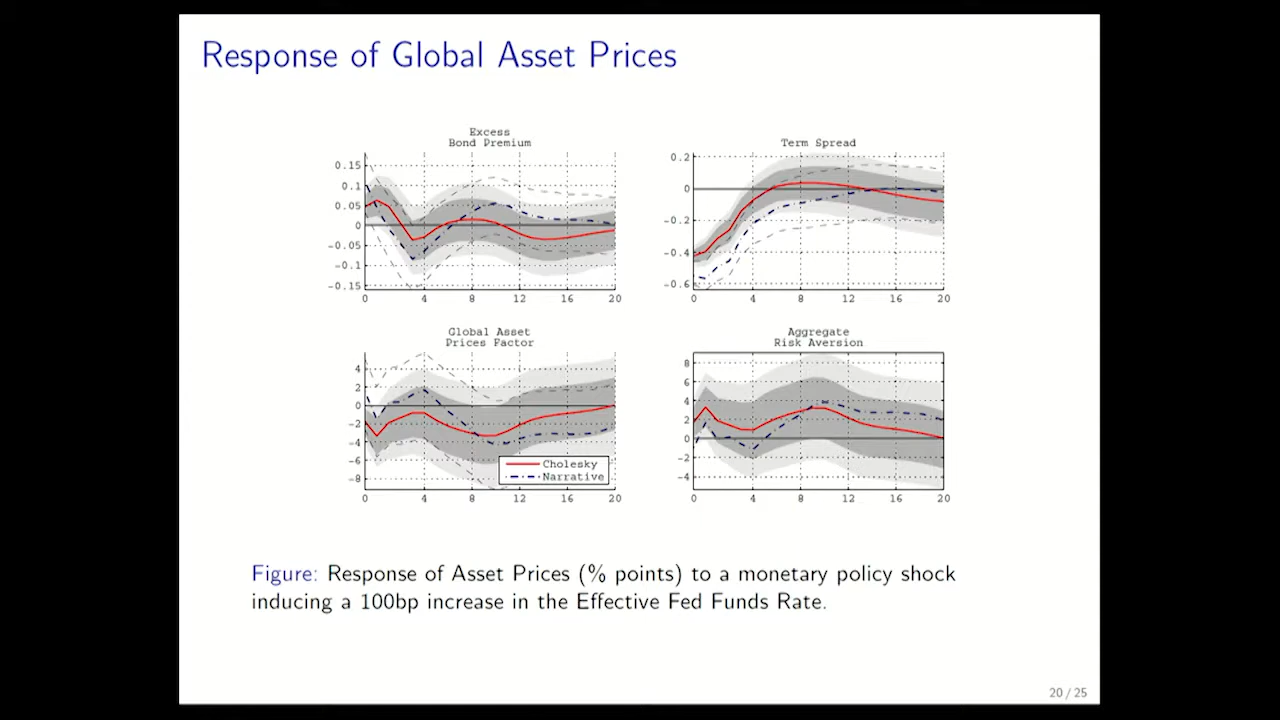 Response of Global Asset Prices
Excess
Bond Premium
0.15
0.1
0.05
0
-0.05
-0.1
-0.15
0 4 8 12 16 20
Term Spread
0.2
0
-0.2
-0.4
-0.6
0 4 8 12 16 20
Global Asset
Prices Factor
4
2
0
-2
-4
-6
-8
0 4 8 12 16 20
Cholesky
Narrative
Aggregate
Risk Aversion
8
6
4
2
0
-2
-4
0 4 8 12 16 20
Figure: Response of Asset Prices (% points) to a monetary policy shock
inducing a 100bp increase in the Effective Fed Funds Rate.
20 / 25